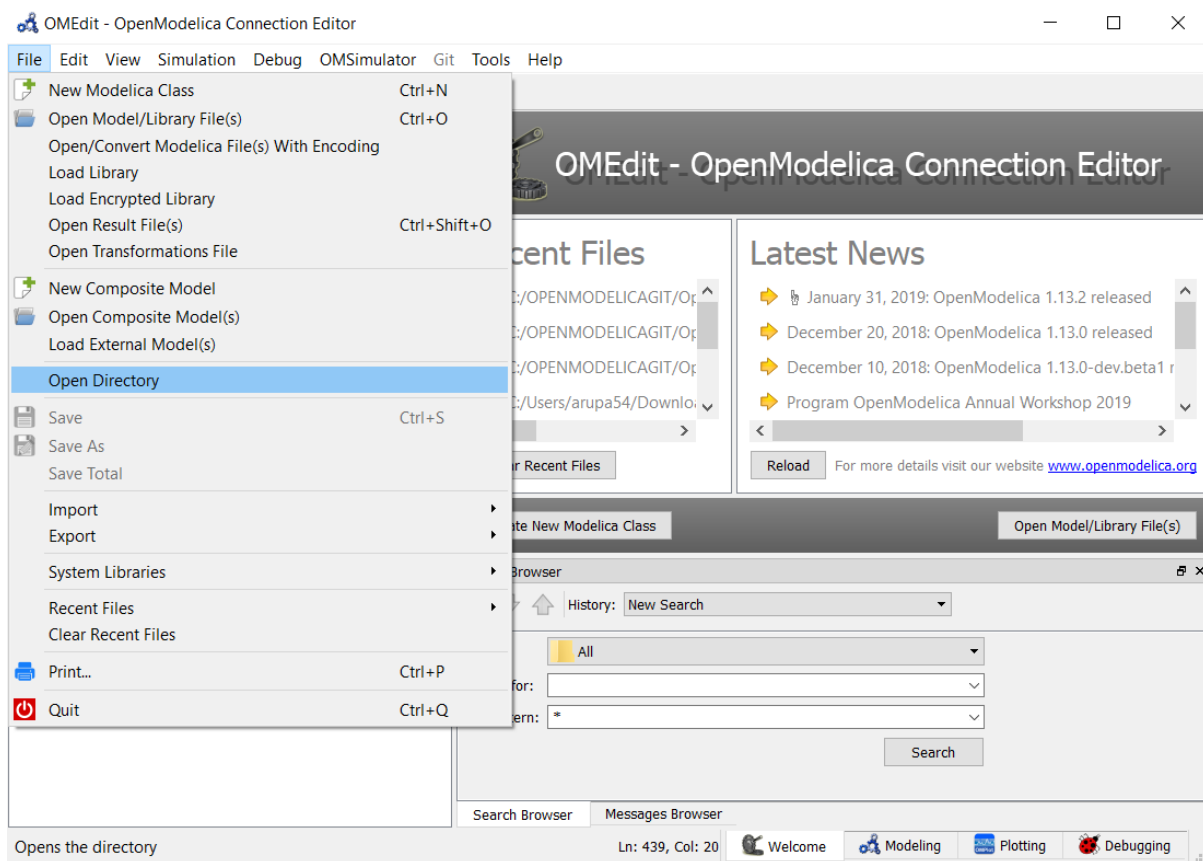 OMEdit - OpenModelica Connection Editor
File Edit View Simulation Debug OMSimulator Git Tools Help
New Modelica Class Ctrl+N
Open Model/Library File(s) Ctrl+O
Open/Convert Modelica File(s) With Encoding
Load Library
Load Encrypted Library
Open Result File(s) Ctrl+Shift+O
Open Transformations File
New Composite Model
Open Composite Model(s)
Load External Model(s)
Open Directory
Save Ctrl+S
Save As
Save Total
Import
Export
System Libraries
Recent Files
Clear Recent Files
Print... Ctrl+P
Quit Ctrl+Q
OMEdit - OpenModelica Connection Editor
cent Files
:/OPENMODELICAGIT/Op
:/OPENMODELICAGIT/Op
:/OPENMODELICAGIT/Op
:/Users/arupa54/Downlo
r Recent Files
Latest News
January 31, 2019: OpenModelica 1.13.2 released
December 20, 2018: OpenModelica 1.13.0 released
December 10, 2018: OpenModelica 1.13.0-dev.beta1 r
Program OpenModelica Annual Workshop 2019
Reload For more details visit our website www.openmodelica.org
ate New Modelica Class Open Model/Library File(s)
Browser
History: New Search
All
for:
ern: *
Search
Search Browser Messages Browser
Opens the directory Ln: 439, Col: 20 Welcome Modeling Plotting Debugging